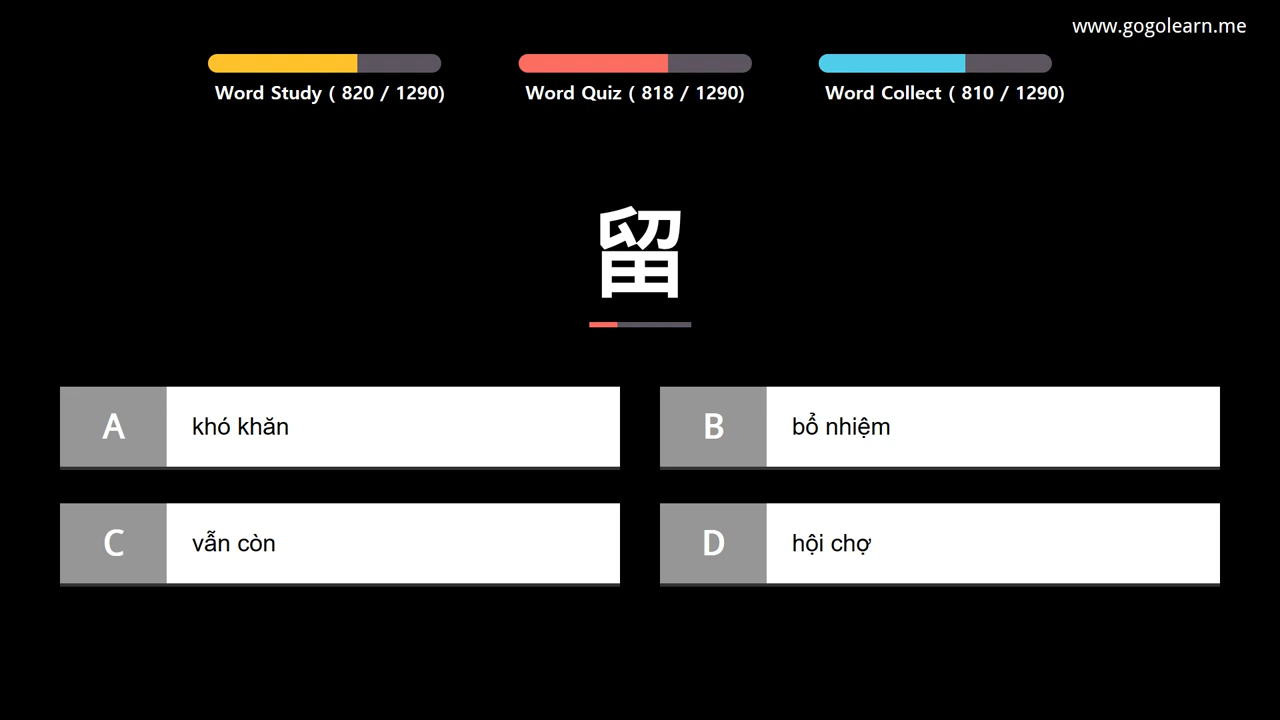 www.gogolearn.me
Word Study ( 820 / 1290)
Word Quiz ( 818 / 1290)
Word Collect ( 810 / 1290)
留
A khó khăn
B bổ nhiệm
C vẫn còn
D hội chợ